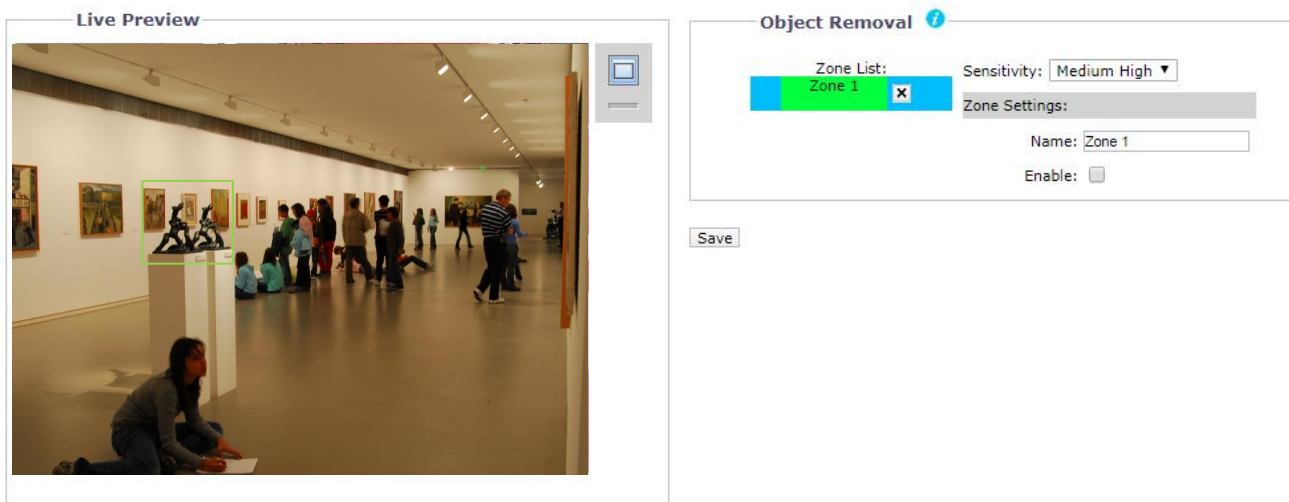 Live Preview
Object Removal
Zone List:
Zone 1
Sensitivity: Medium High
Zone Settings:
Name: Zone 1
Enable:
Save